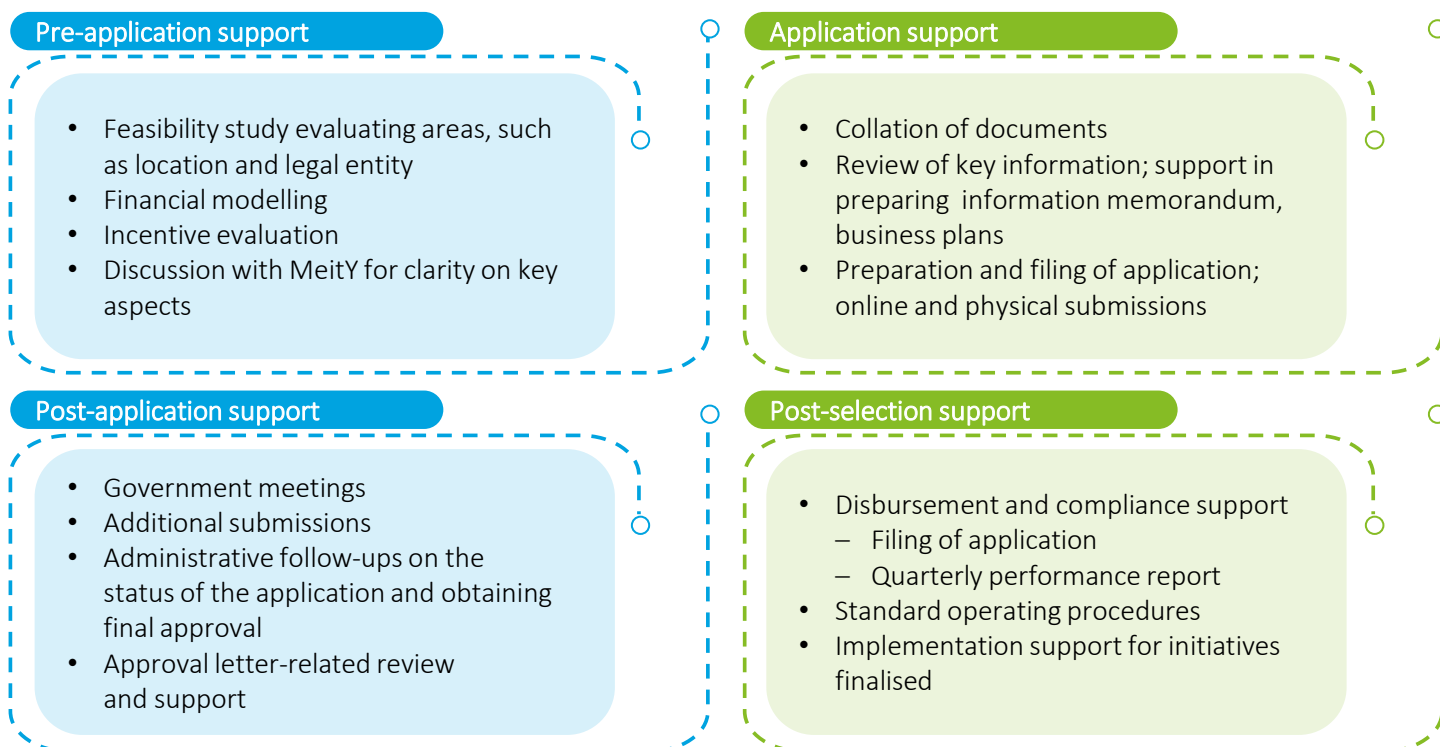 Pre-application support
• Feasibility study evaluating areas, such
as location and legal entity
• Financial modelling
• Incentive evaluation
• Discussion with MeitY for clarity on key
aspects
Application support
• Collation of documents
• Review of key information; support in
preparing information memorandum,
business plans
• Preparation and filing of application;
online and physical submissions
Post-application support
• Government meetings
• Additional submissions
• Administrative follow-ups on the
status of the application and obtaining
final approval
• Approval letter-related review
and support
Post-selection support
• Disbursement and compliance support
– Filing of application
– Quarterly performance report
• Standard operating procedures
• Implementation support for initiatives
finalised